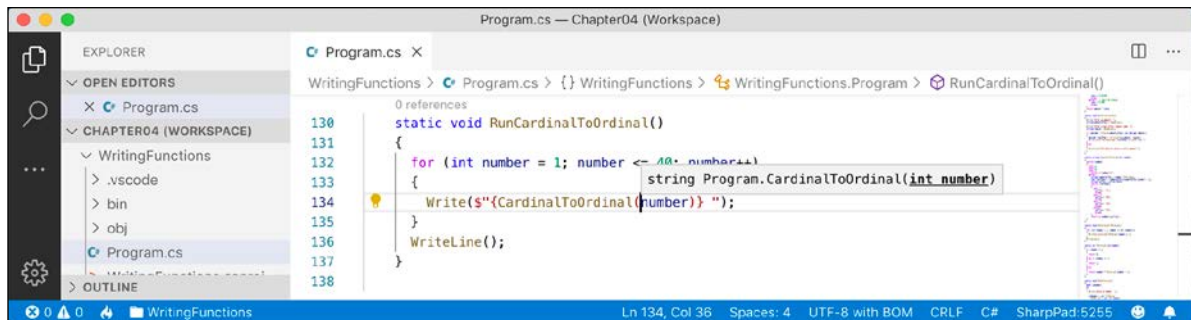 Program.cs — Chapter04 (Workspace)
EXPLORER
OPEN EDITORS
Program.cs
CHAPTER04 (WORKSPACE)
WritingFunctions
.vscode
bin
obj
Program.cs
OUTLINE
Program.cs
WritingFunctions > Program.cs > {} WritingFunctions > WritingFunctions.Program > RunCardinalToOrdinal()
0 references
130 static void RunCardinalToOrdinal()
131 {
132 for (int number = 1; number <= 40; number++)
string Program.CardinalToOrdinal(int number)
133 {
134 Write($"{CardinalToOrdinal(number)} ");
135 }
136 WriteLine();
137 }
138
0 0 WritingFunctions Ln 134, Col 36 Spaces: 4 UTF-8 with BOM CRLF C# SharpPad:5255